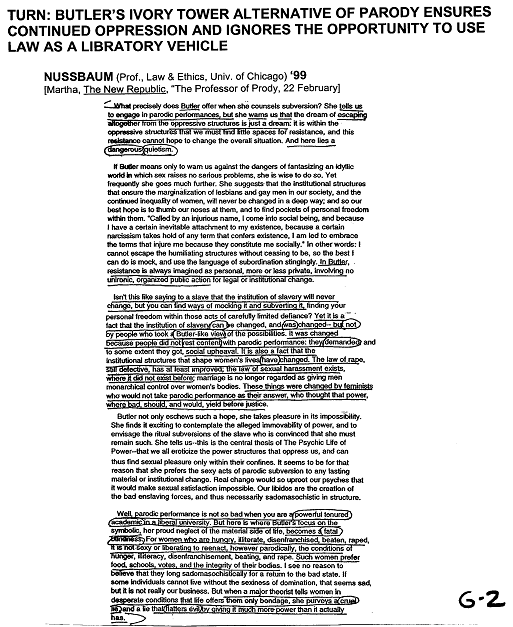 TURN: BUTLER'S IVORY TOWER ALTERNATIVE OF PARODY ENSURES
CONTINUED OPPRESSION AND IGNORES THE OPPORTUNITY TO USE
LAW AS A LIBRATORY VEHICLE
NUSSBAUM (Prof., Law & Ethics, Univ. of Chicago) '99
[Martha, The New Republic, "The Professor of Prody, 22 February]
What precisely does Butler offer when she counsels subversion? She tells us
to engage in parodic performances, but she warns us that the dream of escaping
altogether from the oppressive structures is just a dream: it is within the
oppressive structures that we must find little spaces for resistance, and this
resistance cannot hope to change the overall situation. And here lies a
dangerous quietism.
If Butler means only to warn us against the dangers of fantasizing an idyllic
world in which sex raises no serious problems, she is wise to do so. Yet
frequently she goes much further. She suggests that the institutional structures
that ensure the marginalization of lesbians and gay men in our society, and the
continued inequality of women, will never be changed in a deep way; and so our
best hope is to thumb our noses at them, and to find pockets of personal freedom
within them. "Called by an injurious name, I come into social being, and because
I have a certain inevitable attachment to my existence, because a certain
narcissism takes hold of any term that confers existence, I am led to embrace
the terms that injure me because they constitute me socially." In other words: I
cannot escape the humiliating structures without ceasing to be, so the best I
can do is mock, and use the language of subordination stingingly. In Butler,
resistance is always imagined as personal, more or less private, involving no
unironic, organized public action for legal or institutional change.
Isn't this like saying to a slave that the institution of slavery will never
change, but you can find ways of mocking it and subverting it, finding your
personal freedom within those acts of carefully limited defiance? Yet it is a
fact that the institution of slavery can be changed, and was changed-- but not
by people who took a Butler-like view of the possibilities. It was changed
because people did not rest content with parodic performance: they demanded, and
to some extent they got, social upheaval. It is also a fact that the
institutional structures that shape women's lives have changed. The law of rape,
still defective, has at least improved; the law of sexual harassment exists,
where it did not exist before; marriage is no longer regarded as giving men
monarchical control over women's bodies. These things were changed by feminists
who would not take parodic performance as their answer, who thought that power,
where bad, should, and would, yield before justice.
Butler not only eschews such a hope, she takes pleasure in its impossibility.
She finds it exciting to contemplate the alleged immovability of power, and to
envisage the ritual subversions of the slave who is convinced that she must
remain such. She tells us--this is the central thesis of The Psychic Life of
Power--that we all eroticize the power structures that oppress us, and can
thus find sexual pleasure only within their confines. It seems to be for that
reason that she prefers the sexy acts of parodic subversion to any lasting
material or institutional change. Real change would so uproot our psyches that
it would make sexual satisfaction impossible. Our libidos are the creation of
the bad enslaving forces, and thus necessarily sadomasochistic in structure.
Well, parodic performance is not so bad when you are a powerful tenured
academic in a liberal university. But here is where Butler's focus on the
symbolic, her proud neglect of the material side of life, becomes a fatal
blindness. For women who are hungry, illiterate, disenfranchised, beaten, raped,
it is not sexy or liberating to reenact, however parodically, the conditions of
hunger, illiteracy, disenfranchisement, beating, and rape. Such women prefer
food, schools, votes, and the integrity of their bodies. I see no reason to
believe that they long sadomasochistically for a return to the bad state. If
some individuals cannot live without the sexiness of domination, that seems sad,
but it is not really our business. But when a major theorist tells women in
desperate conditions that life offers them only bondage, she purveys a cruel
lie, and a lie that flatters evil by giving it much more power than it actually
has.
G-2